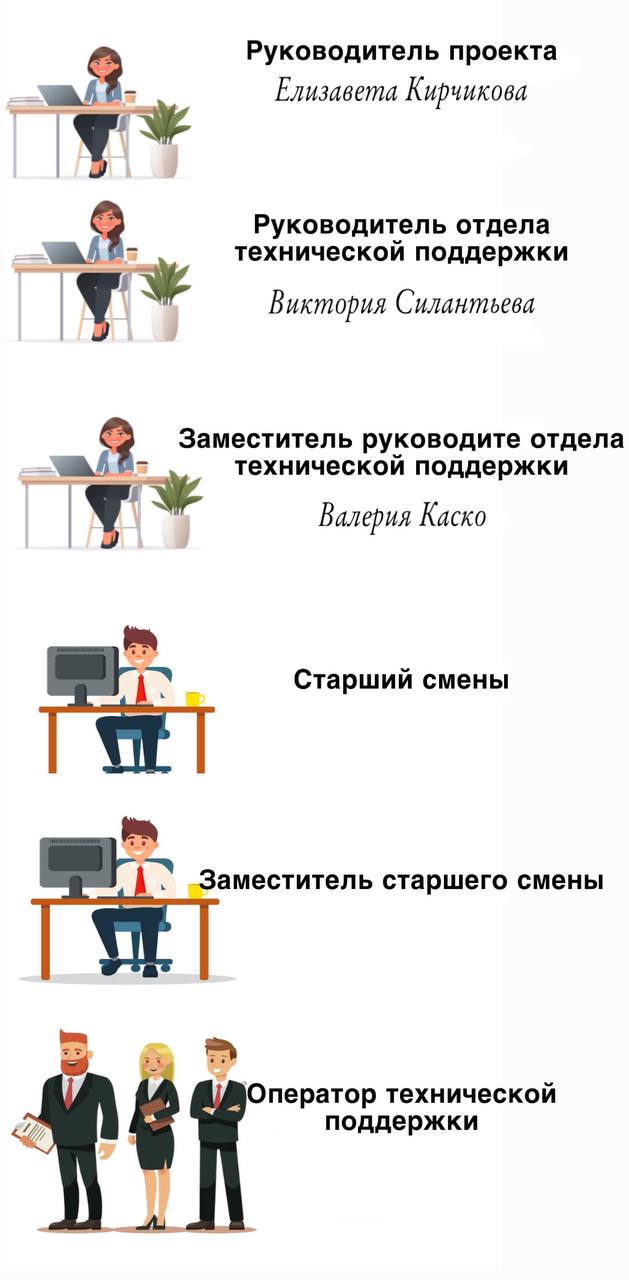 Руководитель проекта
Елизавета Кирчикова
Руководитель отдела
технической поддержки
Виктория Силантьева
Заместитель руководите отдела
технической поддержки
Валерия Каско
Старший смены
Заместитель старшего смены
Оператор технической
поддержки